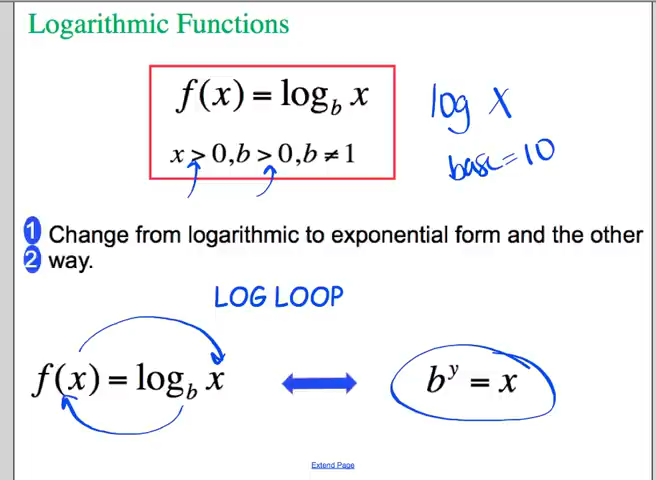 Logarithmic Functions
f(x) = log_b x
x > 0, b > 0, b ≠ 1
log x
base = 10
1 Change from logarithmic to exponential form and the other
2 way.
LOG LOOP
f(x) = log_b x
b^y = x
Extend Page